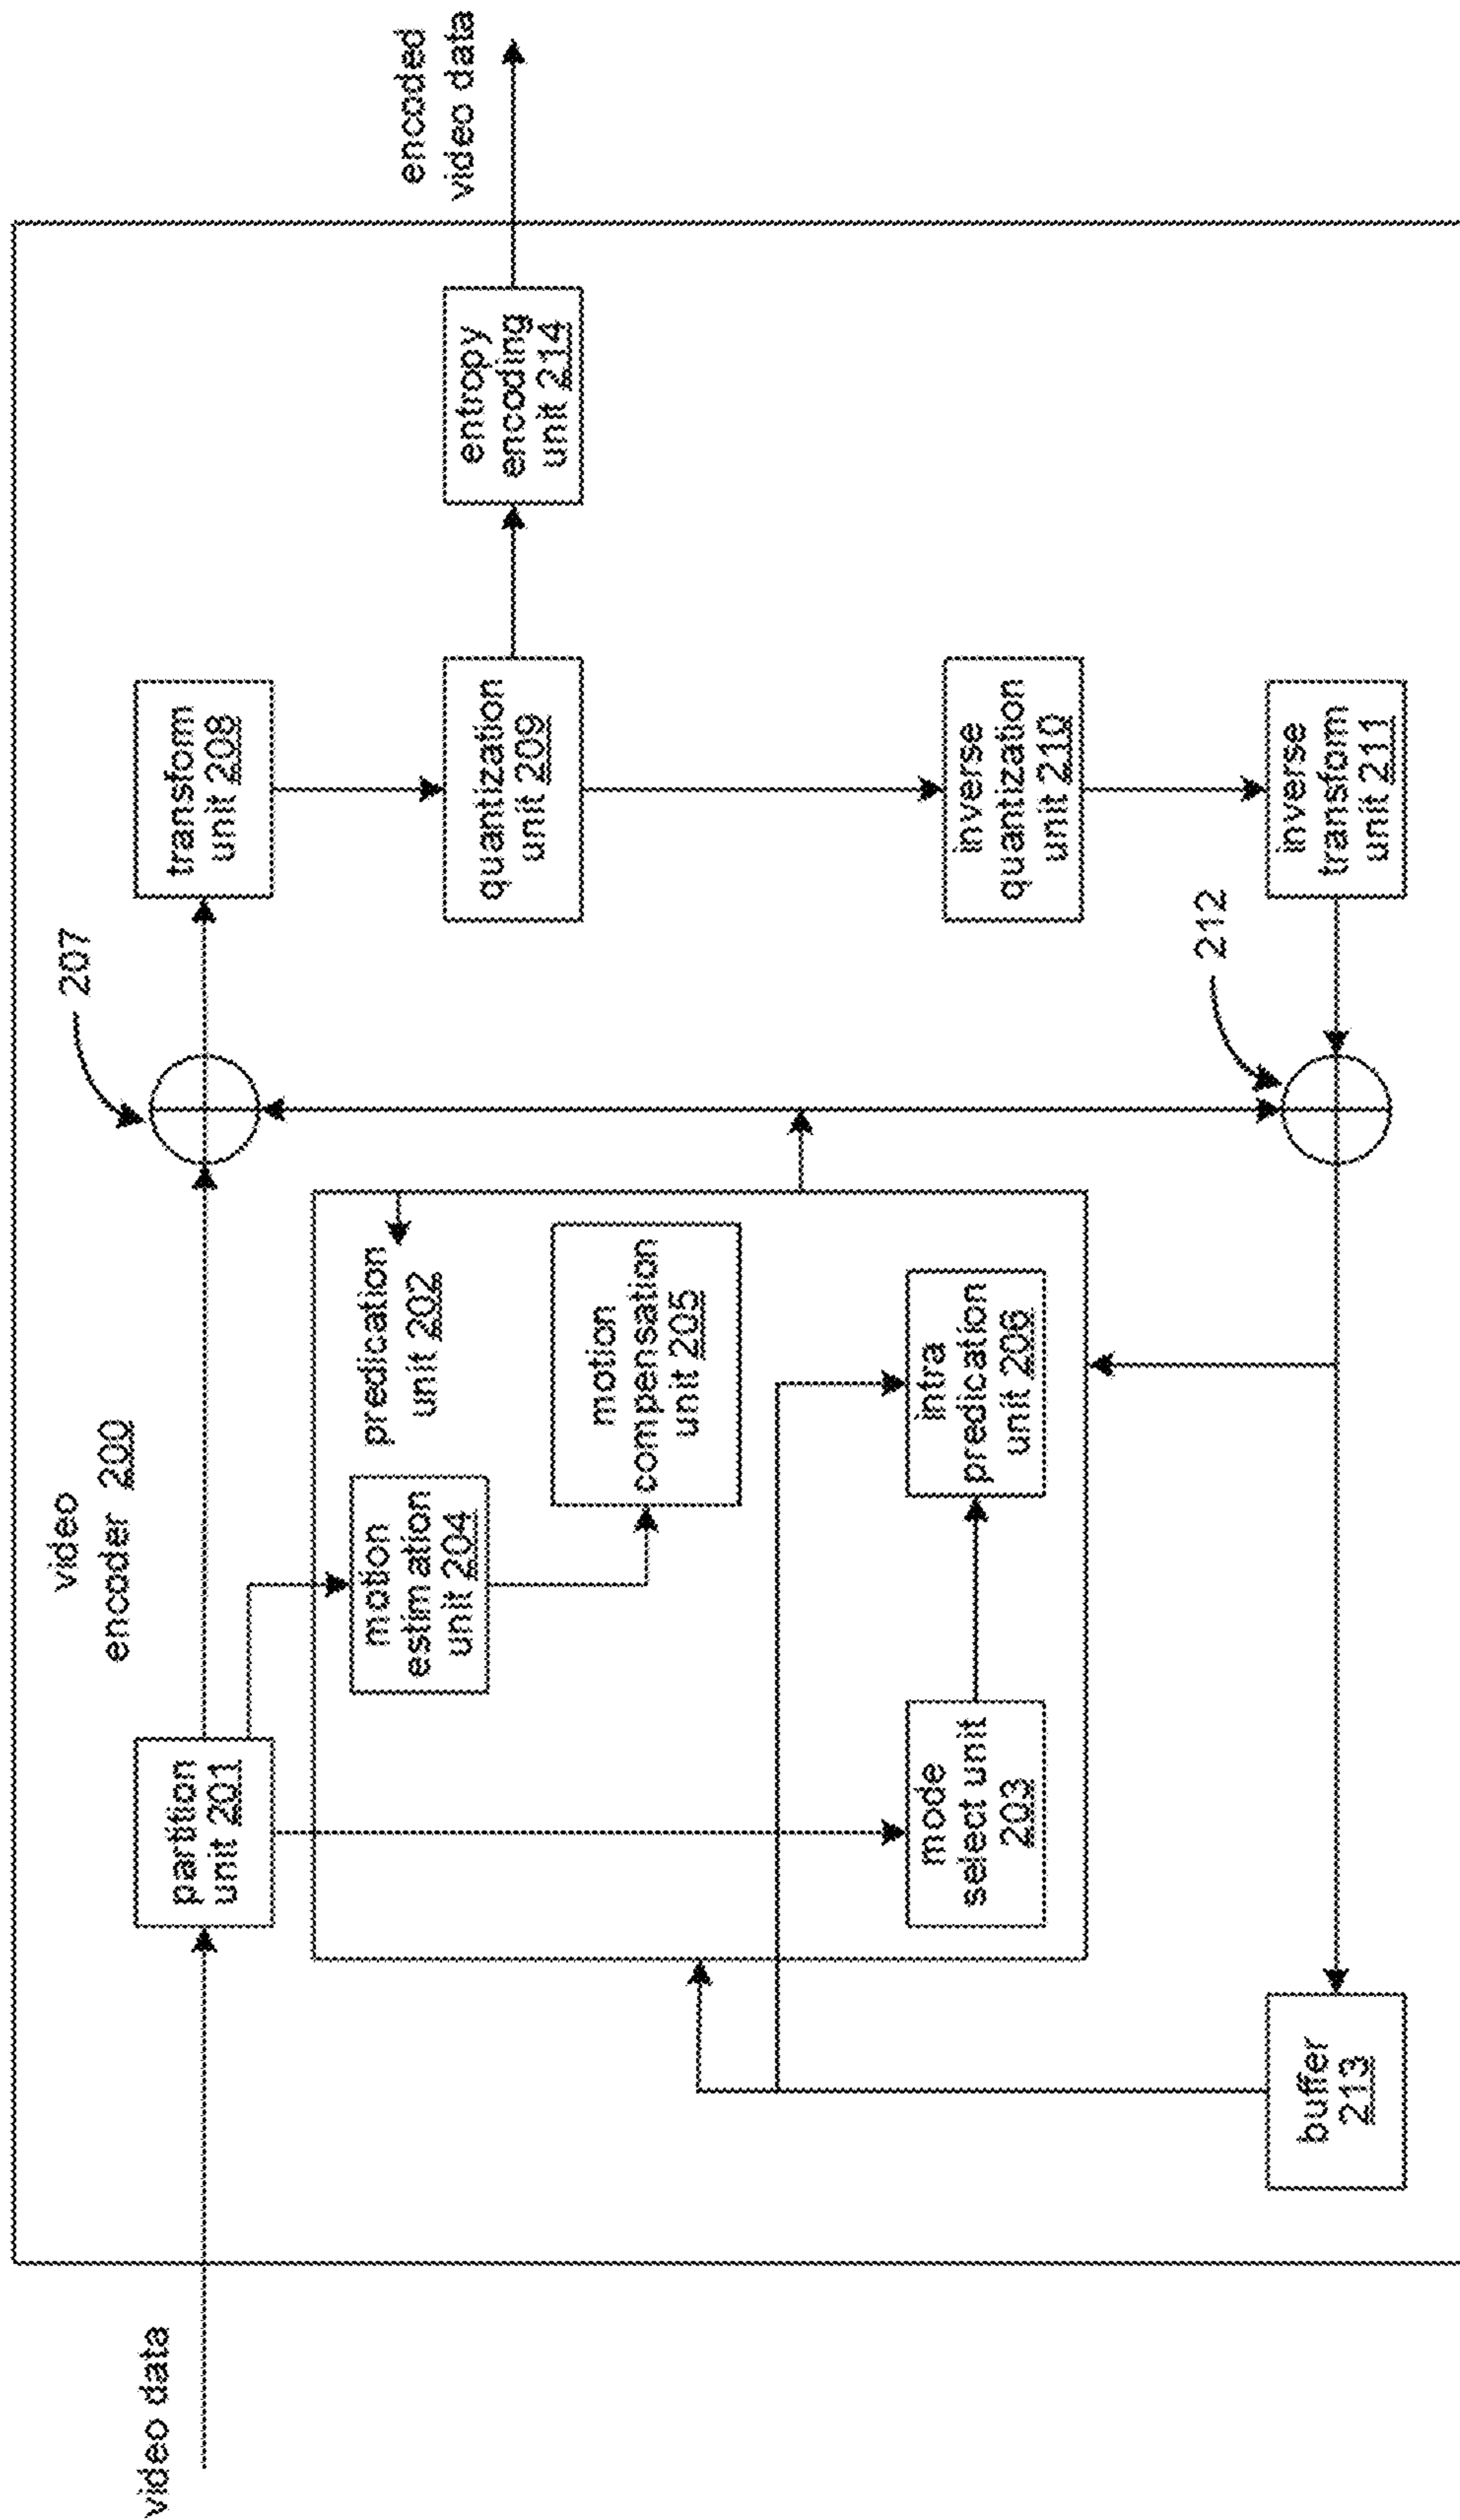 video data
video
encoder 200
partition
unit 201
207
transform
unit 208
encoded
video data
predication
unit 202
motion
estimation
unit 204
motion
compensation
unit 205
quantization
unit 209
entropy
encoding
unit 214
mode
select unit
203
intra
predication
unit 206
inverse
quantization
unit 210
212
buffer
213
inverse
transfom
unit 211